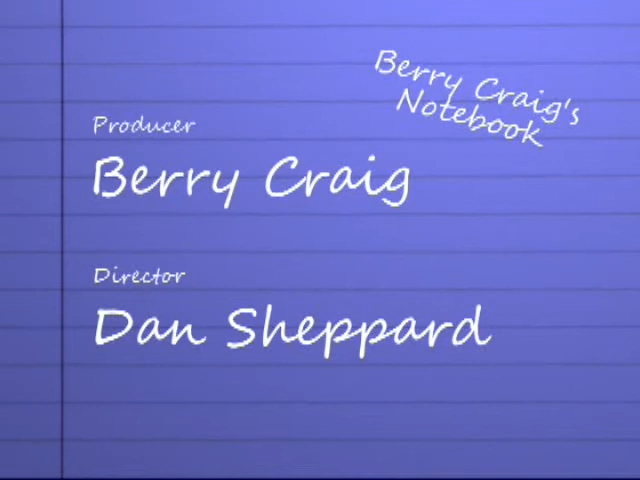 Berry Craig's
Notebook
Producer
Berry Craig
Director
Dan Sheppard